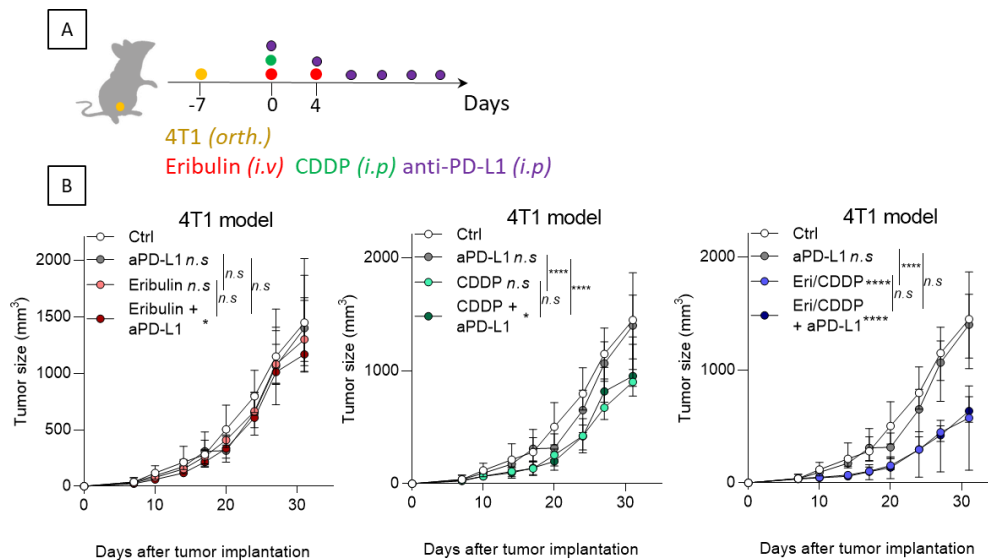 A
-7
0
4
Days
4T1 (orth.)
Eribulin (i.v) CDDP (i.p) anti-PD-L1 (i.p)
B
4T1 model
Ctrl
aPD-L1 n.s
Eribulin n.s
Eribulin +
aPD-L1 *
n.s
n.s
n.s
Tumor size (mm³)
2000
1000
500
0
0
10
20
30
Days after tumor implantation
4T1 model
Ctrl
aPD-L1 n.s
CDDP n.s
CDDP +
aPD-L1 *
****
n.s
****
Tumor size (mm³)
2000
1000
0
0
10
20
30
Days after tumor implantation
4T1 model
Ctrl
aPD-L1 n.s
Eri/CDDP ****
Eri/CDDP
+ aPD-L1 ****
****
n.s
n.s
Tumor size (mm³)
2000
1000
0
0
10
20
30
Days after tumor implantation